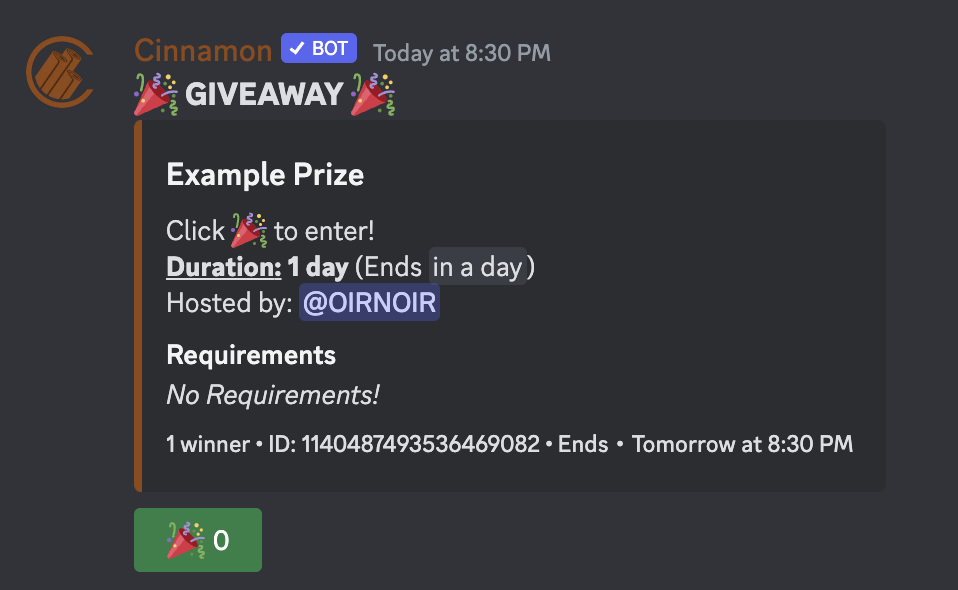 Cinnamon ✓ BOT Today at 8:30 PM
🎉 GIVEAWAY 🎉
Example Prize
Click 🎉 to enter!
Duration: 1 day (Ends in a day)
Hosted by: @OIRNOIR
Requirements
No Requirements!
1 winner • ID: 1140487493536469082 • Ends • Tomorrow at 8:30 PM
🎉 0